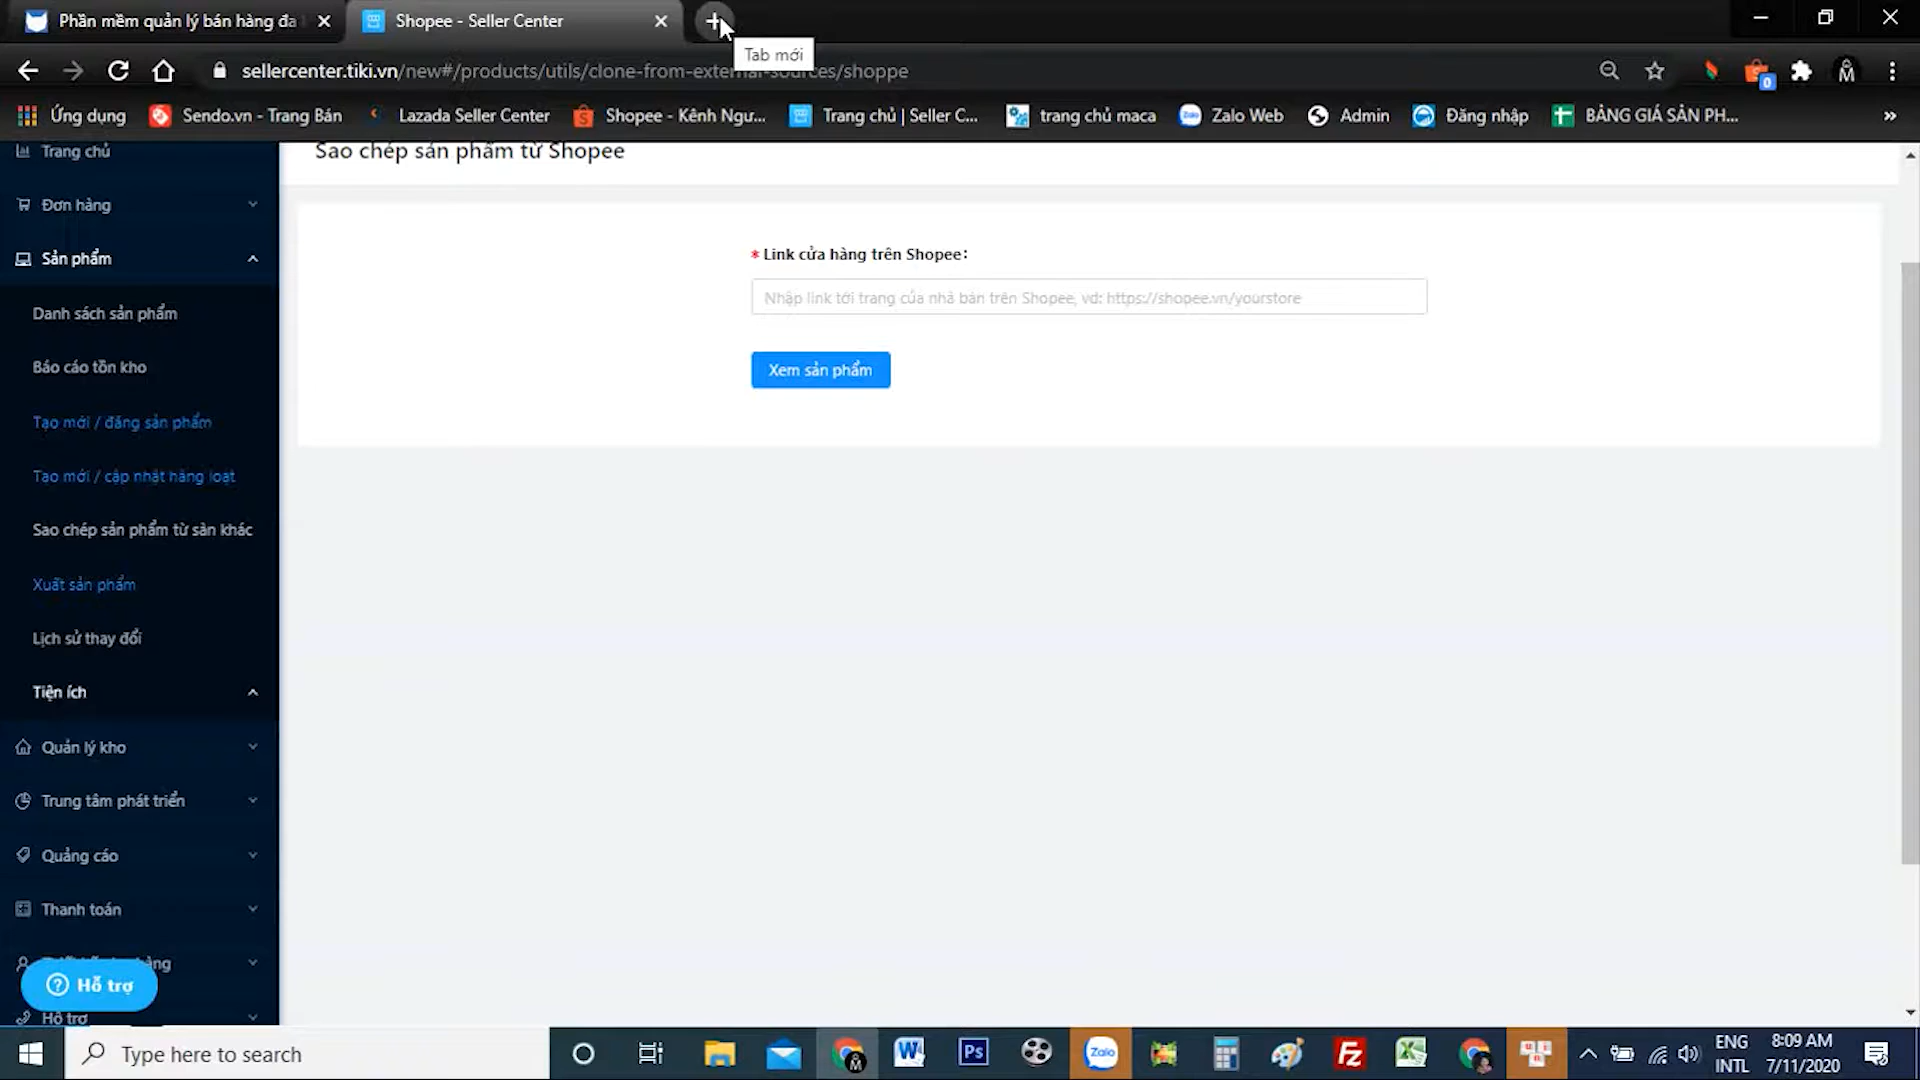 Phần mềm quản lý bán hàng đa
Shopee - Seller Center
Tab mới
sellercenter.tiki.vn/new#/products/utils/clone-from-external-sources/shoppe
0
Ứng dụng
Sendo.vn - Trang Bán
Lazada Seller Center
Shopee - Kênh Ngư...
Trang chủ | Seller C...
trang chủ maca
Zalo Web
Admin
Đăng nhập
BẢNG GIÁ SẢN PH...
Trang chủ
Đơn hàng
Sản phẩm
Danh sách sản phẩm
Báo cáo tồn kho
Tạo mới / đăng sản phẩm
Tạo mới / cập nhật hàng loạt
Sao chép sản phẩm từ sàn khác
Xuất sản phẩm
Lịch sử thay đổi
Tiện ích
Quản lý kho
Trung tâm phát triển
Quảng cáo
Thanh toán
Hỗ trợ
Hỗ trợ
Sao chép sản phẩm từ Shopee
* Link cửa hàng trên Shopee:
Nhập link tới trang của nhà bán trên Shopee, vd: https://shopee.vn/yourstore
Xem sản phẩm
Type here to search
Ps
Zalo
Fz
ENG
INTL
8:09 AM
7/11/2020